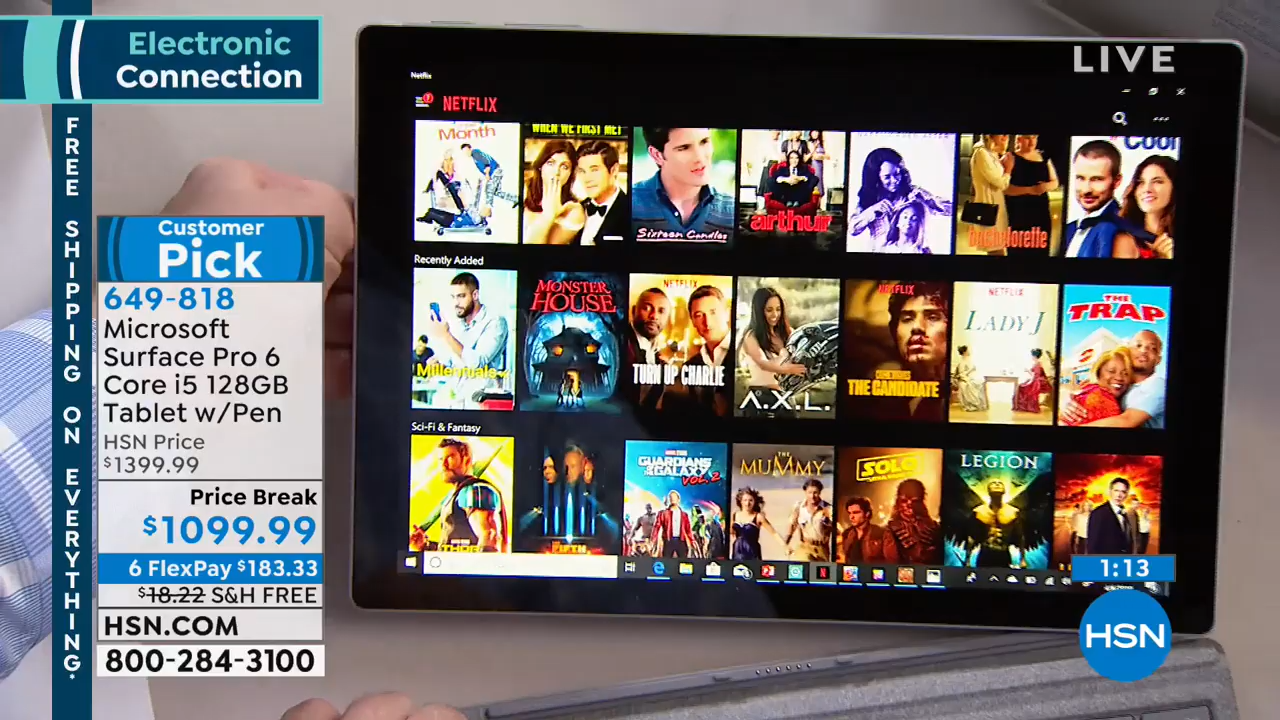 Electronic
Connection
LIVE
FREE SHIPPING ON EVERYTHING.*
Customer
Pick
649-818
Microsoft
Surface Pro 6
Core i5 128GB
Tablet w/Pen
HSN Price
$1399.99
Price Break
$1099.99
6 FlexPay $183.33
$18.22 S&H FREE
HSN.COM
800-284-3100
Netflix
NETFLIX
Month
WHEN WE FIRST MET
Sixteen Candles
arthur
bachelorette
Cool
Recently Added
Millennials
MONSTER
HOUSE
NETFLIX
TURN UP CHARLIE
A.X.L.
NETFLIX
THE CANDIDATE
NETFLIX
LADY J
THE
TRAP
Sci-Fi & Fantasy
THOR
FIFTH
GUARDIANS
OF THE GALAXY
VOL. 2
THE
MUMMY
SOLO
LEGION
1:13
HSN